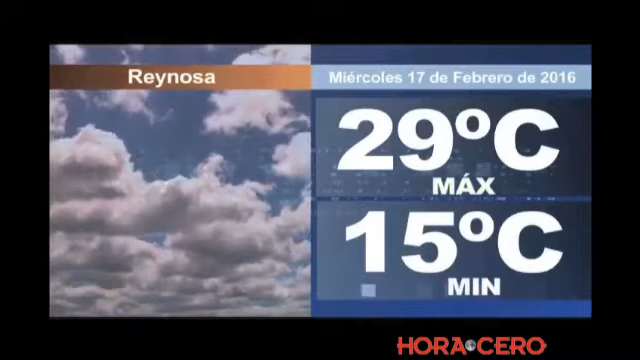 Reynosa
Miércoles 17 de Febrero de 2016
29ºC
MÁX
15ºC
MIN
HORA CERO